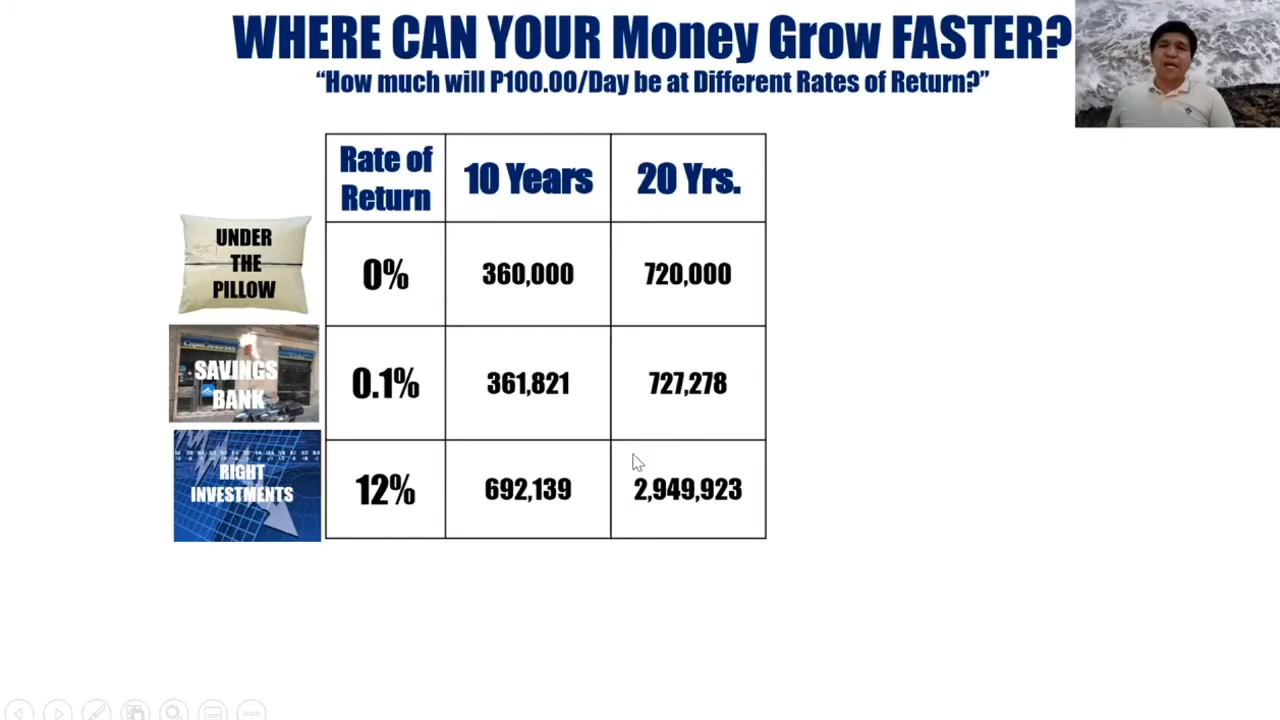 WHERE CAN YOUR Money Grow FASTER?
“How much will P100.00/Day be at Different Rates of Return?”
Rate of
Return
10 Years
20 Yrs.
UNDER
THE
PILLOW
0%
360,000
720,000
SAVINGS
BANK
0.1%
361,821
727,278
RIGHT
INVESTMENTS
12%
692,139
2,949,923